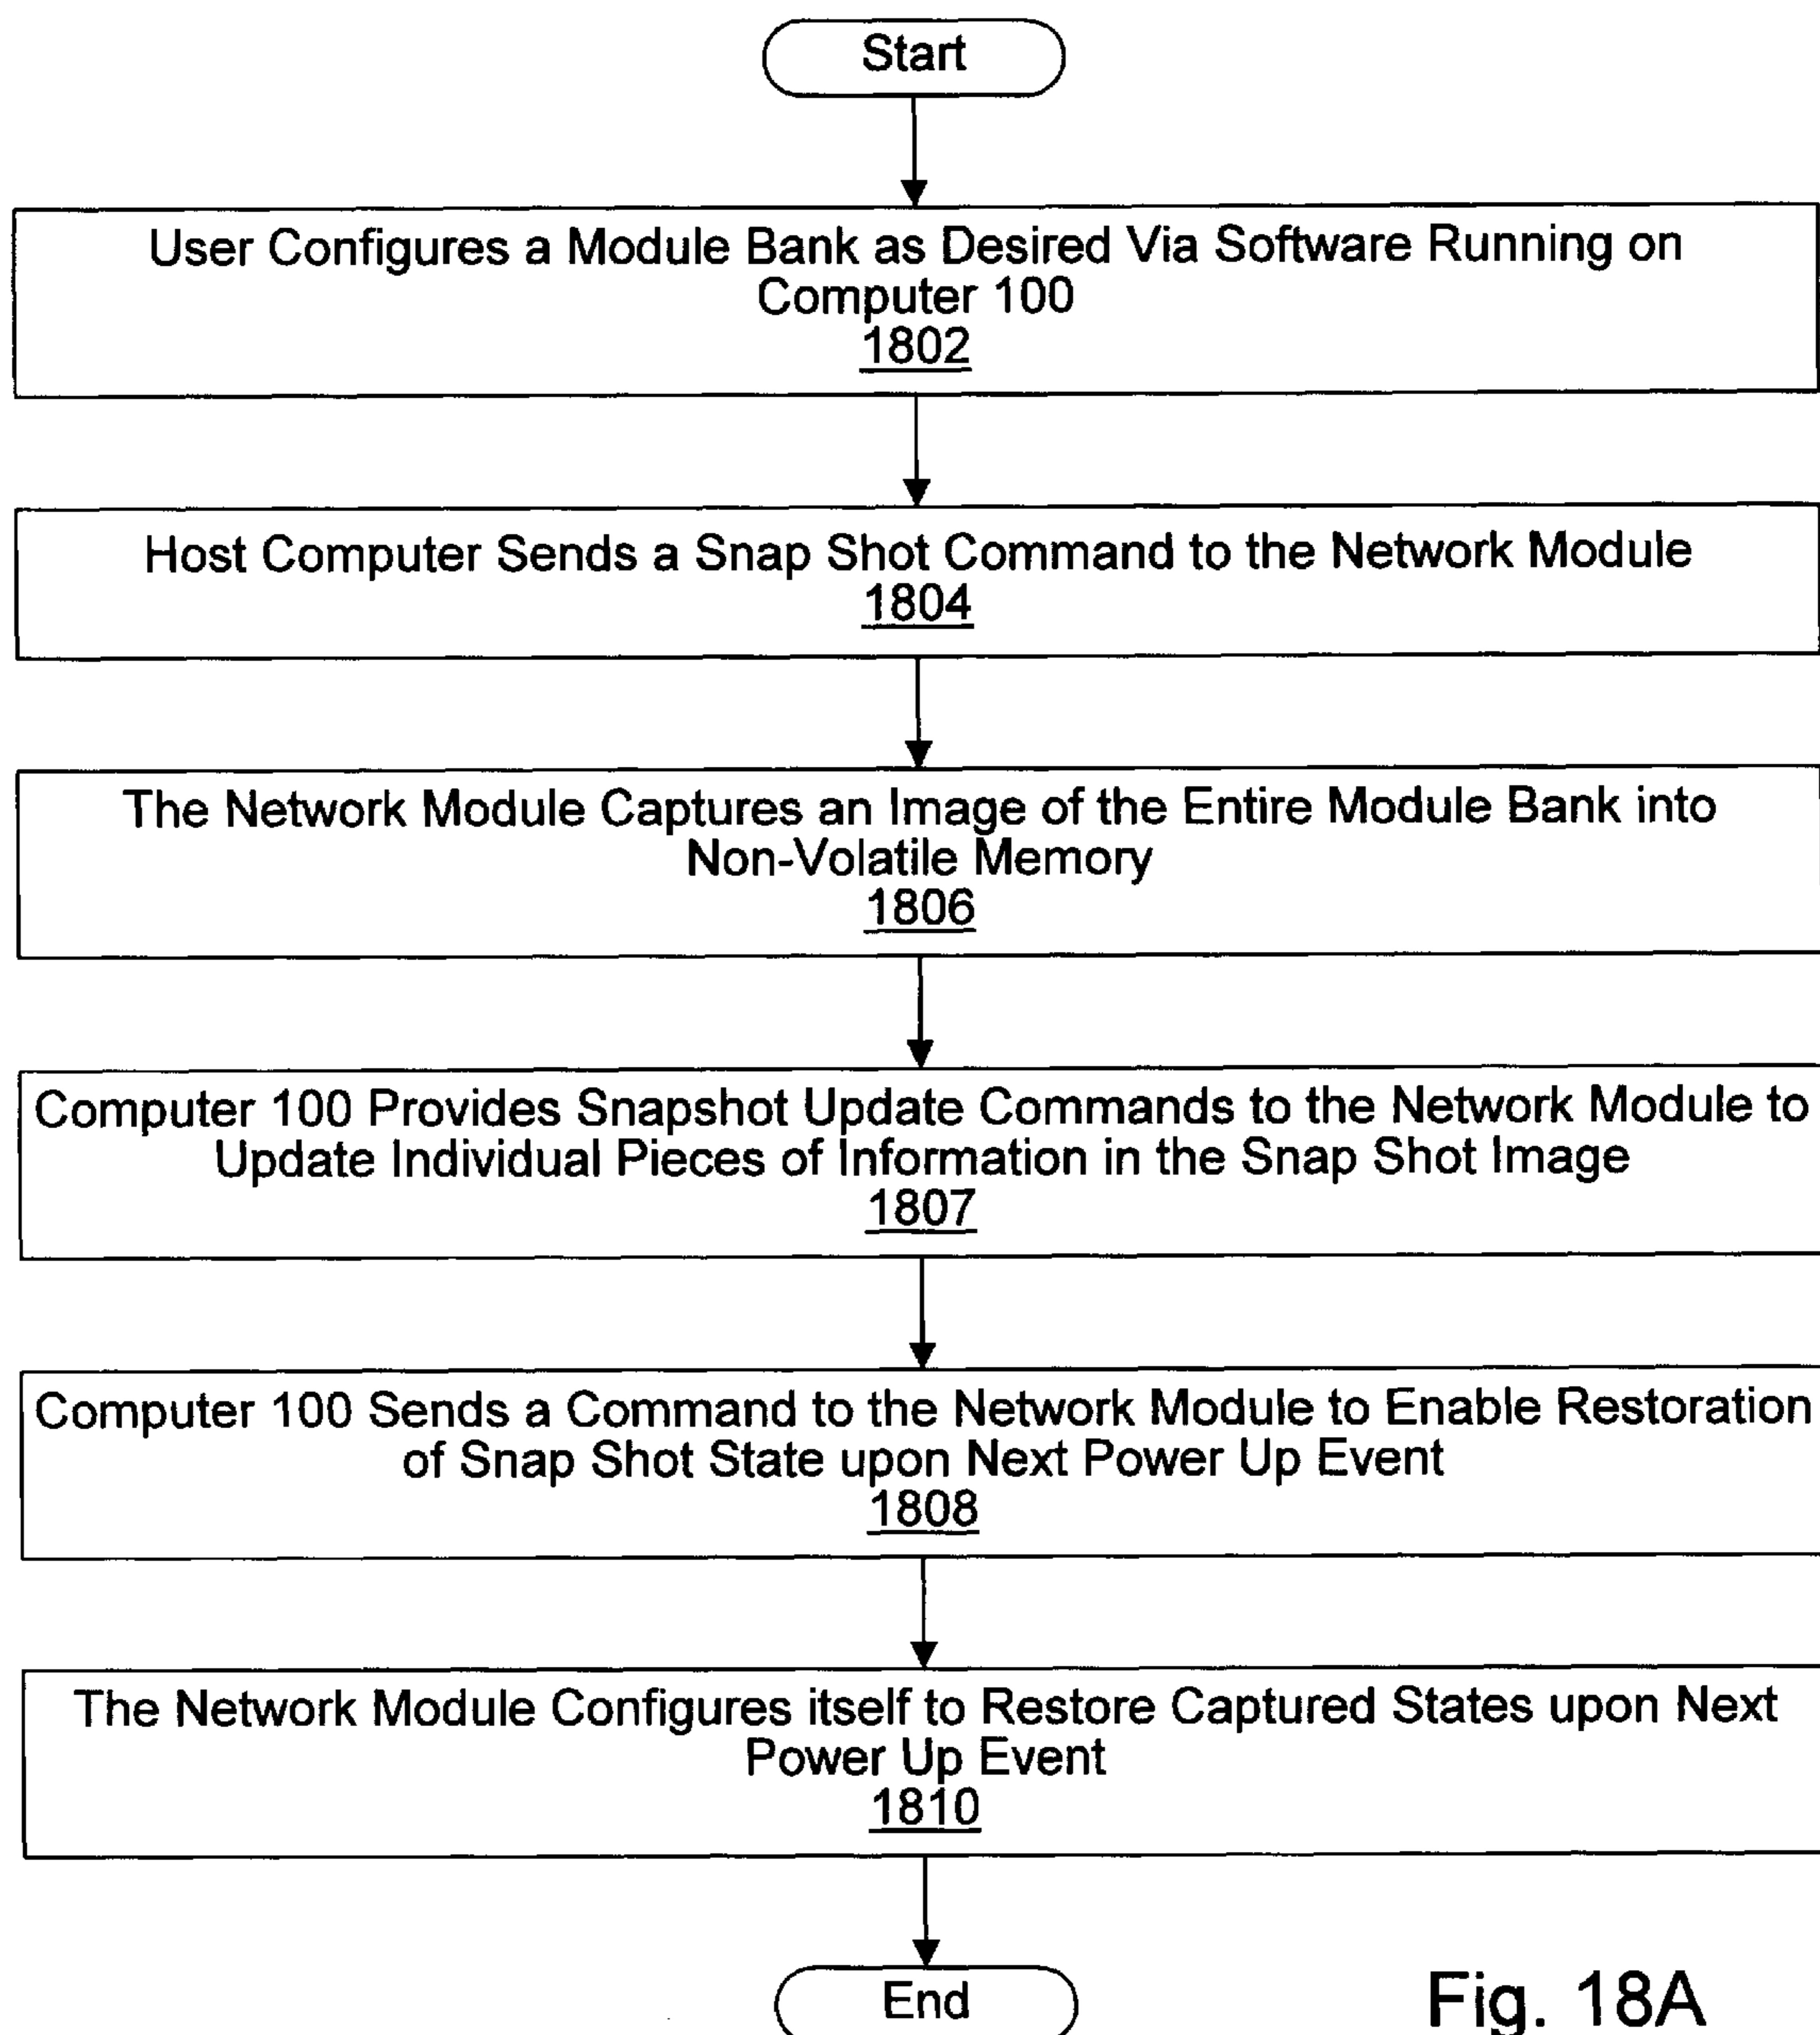 Start
User Configures a Module Bank as Desired Via Software Running on
Computer 100
1802
Host Computer Sends a Snap Shot Command to the Network Module
1804
The Network Module Captures an Image of the Entire Module Bank into
Non-Volatile Memory
1806
Computer 100 Provides Snapshot Update Commands to the Network Module to
Update Individual Pieces of Information in the Snap Shot Image
1807
Computer 100 Sends a Command to the Network Module to Enable Restoration
of Snap Shot State upon Next Power Up Event
1808
The Network Module Configures itself to Restore Captured States upon Next
Power Up Event
1810
End
Fig. 18A